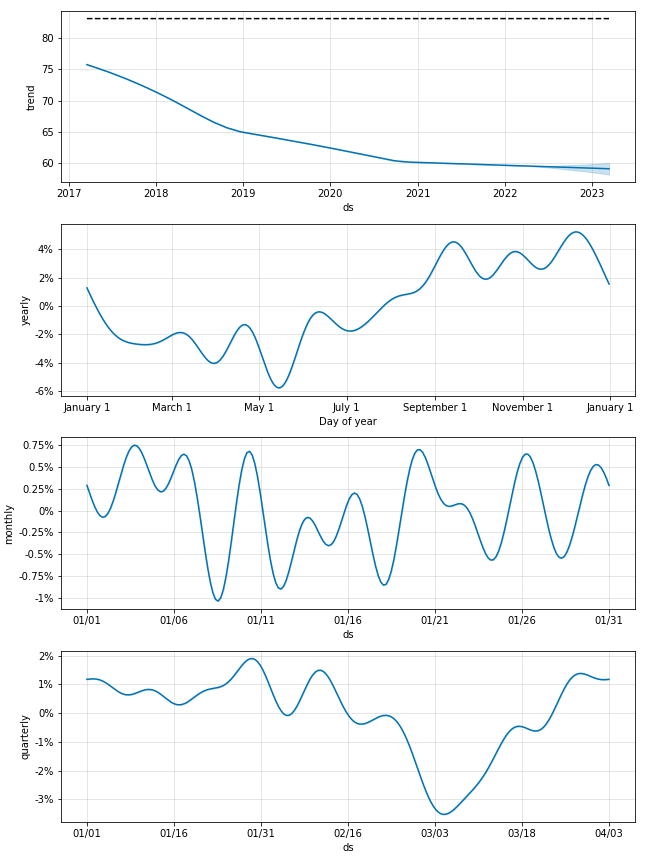 80
75
70
65
60
trend
2017 2018 2019 2020 2021 2022 2023
ds
4%
2%
0%
-2%
-4%
-6%
yearly
January 1 March 1 May 1 July 1 September 1 November 1 January 1
Day of year
0.75%
0.5%
0.25%
0%
-0.25%
-0.5%
-0.75%
-1%
monthly
01/01 01/06 01/11 01/16 01/21 01/26 01/31
ds
2%
1%
0%
-1%
-2%
-3%
quarterly
01/01 01/16 01/31 02/16 03/03 03/18 04/03
ds